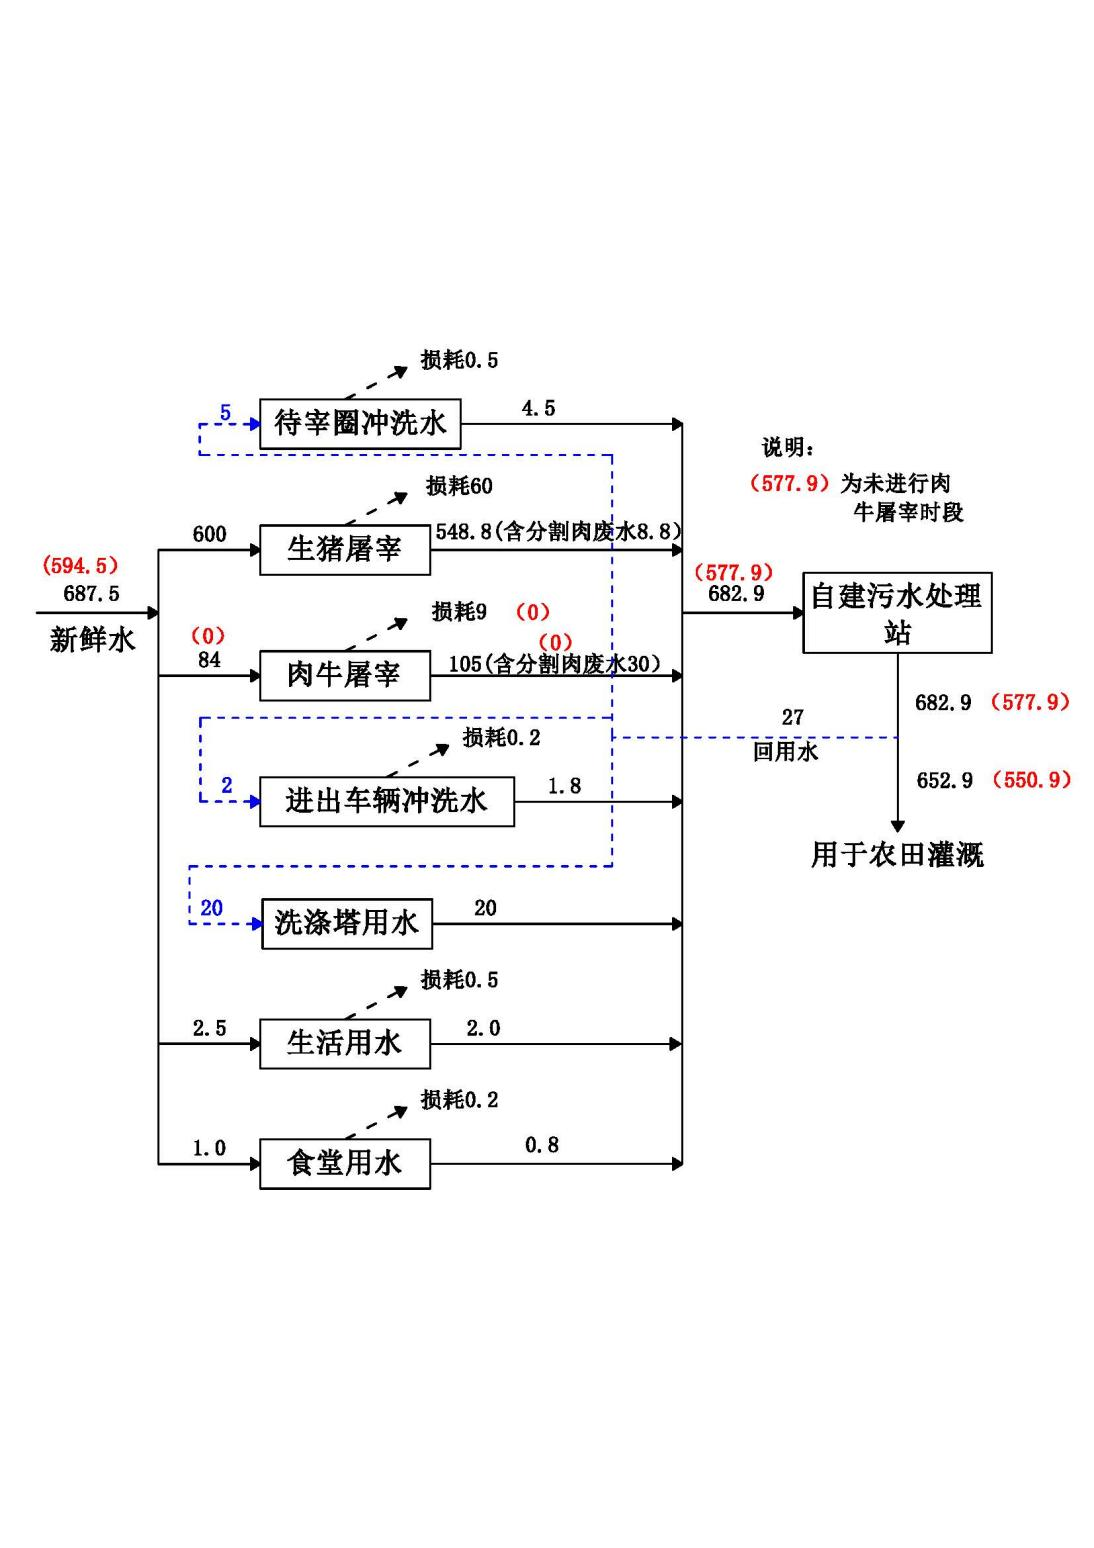 损耗0.5
5
待宰圈冲洗水
4.5
说明：
（577.9）为未进行肉
牛屠宰时段
损耗60
600
生猪屠宰
548.8(含分割肉废水8.8)
(594.5)
687.5
新鲜水
(577.9)
682.9
自建污水处理
站
损耗9 (0)
(0)
84
肉牛屠宰
(0)
105(含分割肉废水30)
682.9 (577.9)
27
回用水
损耗0.2
2
进出车辆冲洗水
1.8
652.9 (550.9)
用于农田灌溉
20
洗涤塔用水
20
损耗0.5
2.5
生活用水
2.0
损耗0.2
1.0
食堂用水
0.8